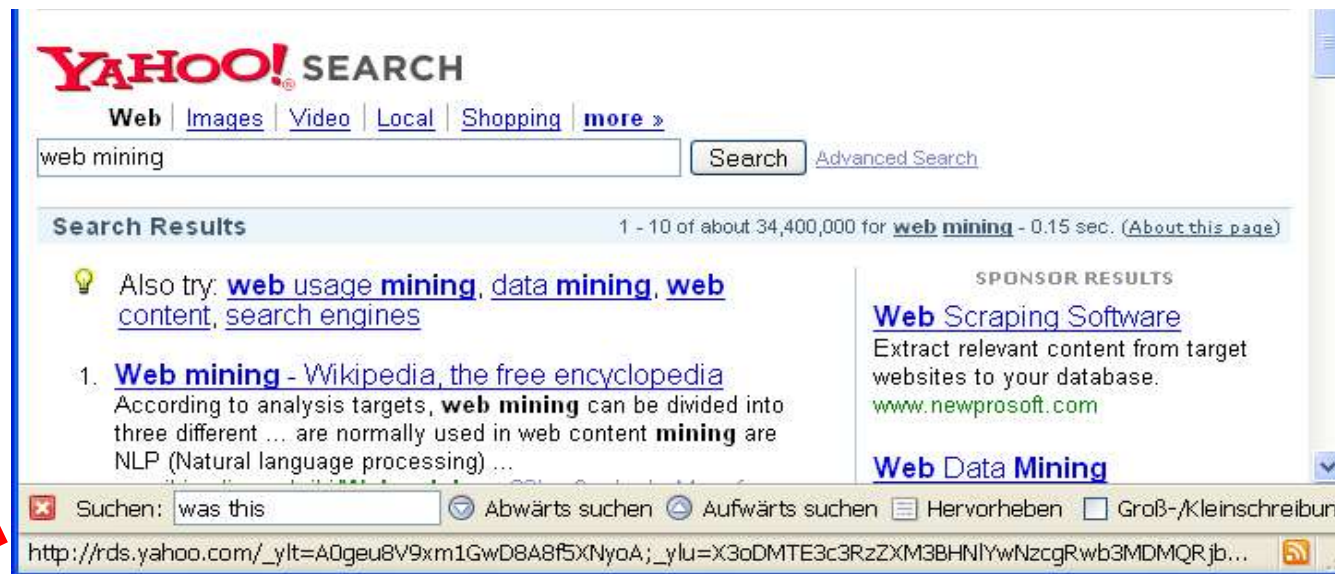 YAHOO! SEARCH
Web | Images | Video | Local | Shopping | more »
web mining Search Advanced Search
Search Results 1 - 10 of about 34,400,000 for web mining - 0.15 sec. (About this page)
Also try: web usage mining, data mining, web
content, search engines
1. Web mining - Wikipedia, the free encyclopedia
According to analysis targets, web mining can be divided into
three different ... are normally used in web content mining are
NLP (Natural language processing) ...
SPONSOR RESULTS
Web Scraping Software
Extract relevant content from target
websites to your database.
www.newprosoft.com
Web Data Mining
Suchen: was this Abwärts suchen Aufwärts suchen Hervorheben Groß-/Kleinschreibun
http://rds.yahoo.com/_ylt=A0geu8V9xm1GwD8A8f5XNyoA;_ylu=X3oDMTE3c3RzZXM3BHNlYwNzcgRwb3MDMQRjb...